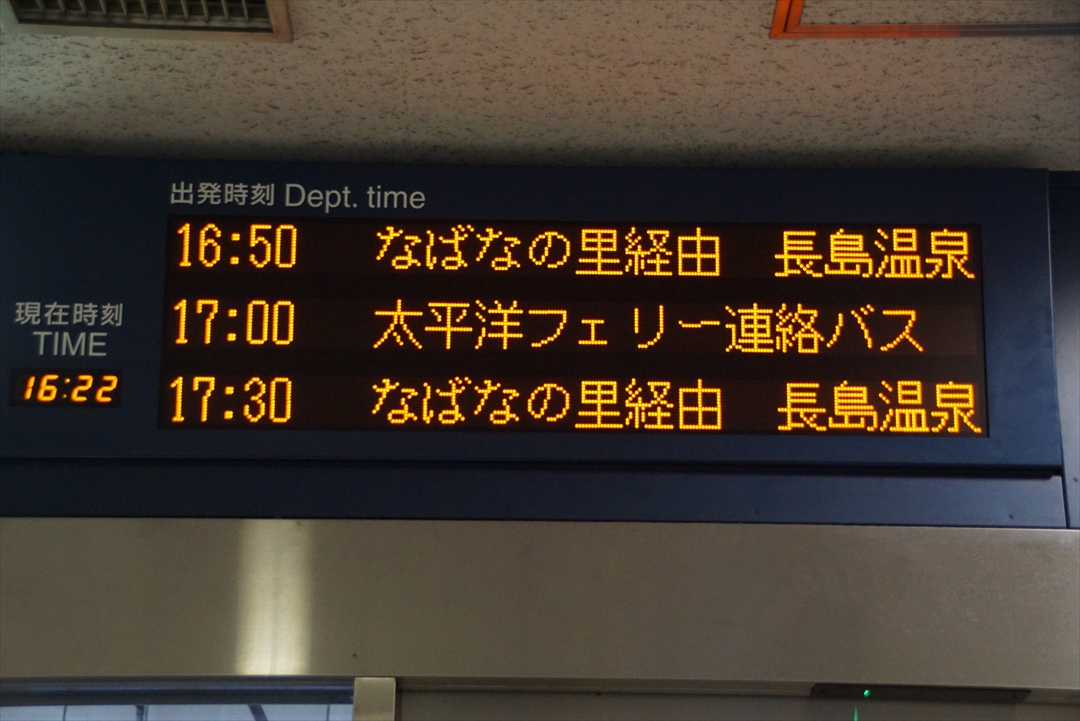 出発時刻 Dept. time
16:50 なばなの里経由 長島温泉
現在時刻
TIME
16:22
17:00 太平洋フェリー連絡バス
17:30 なばなの里経由 長島温泉